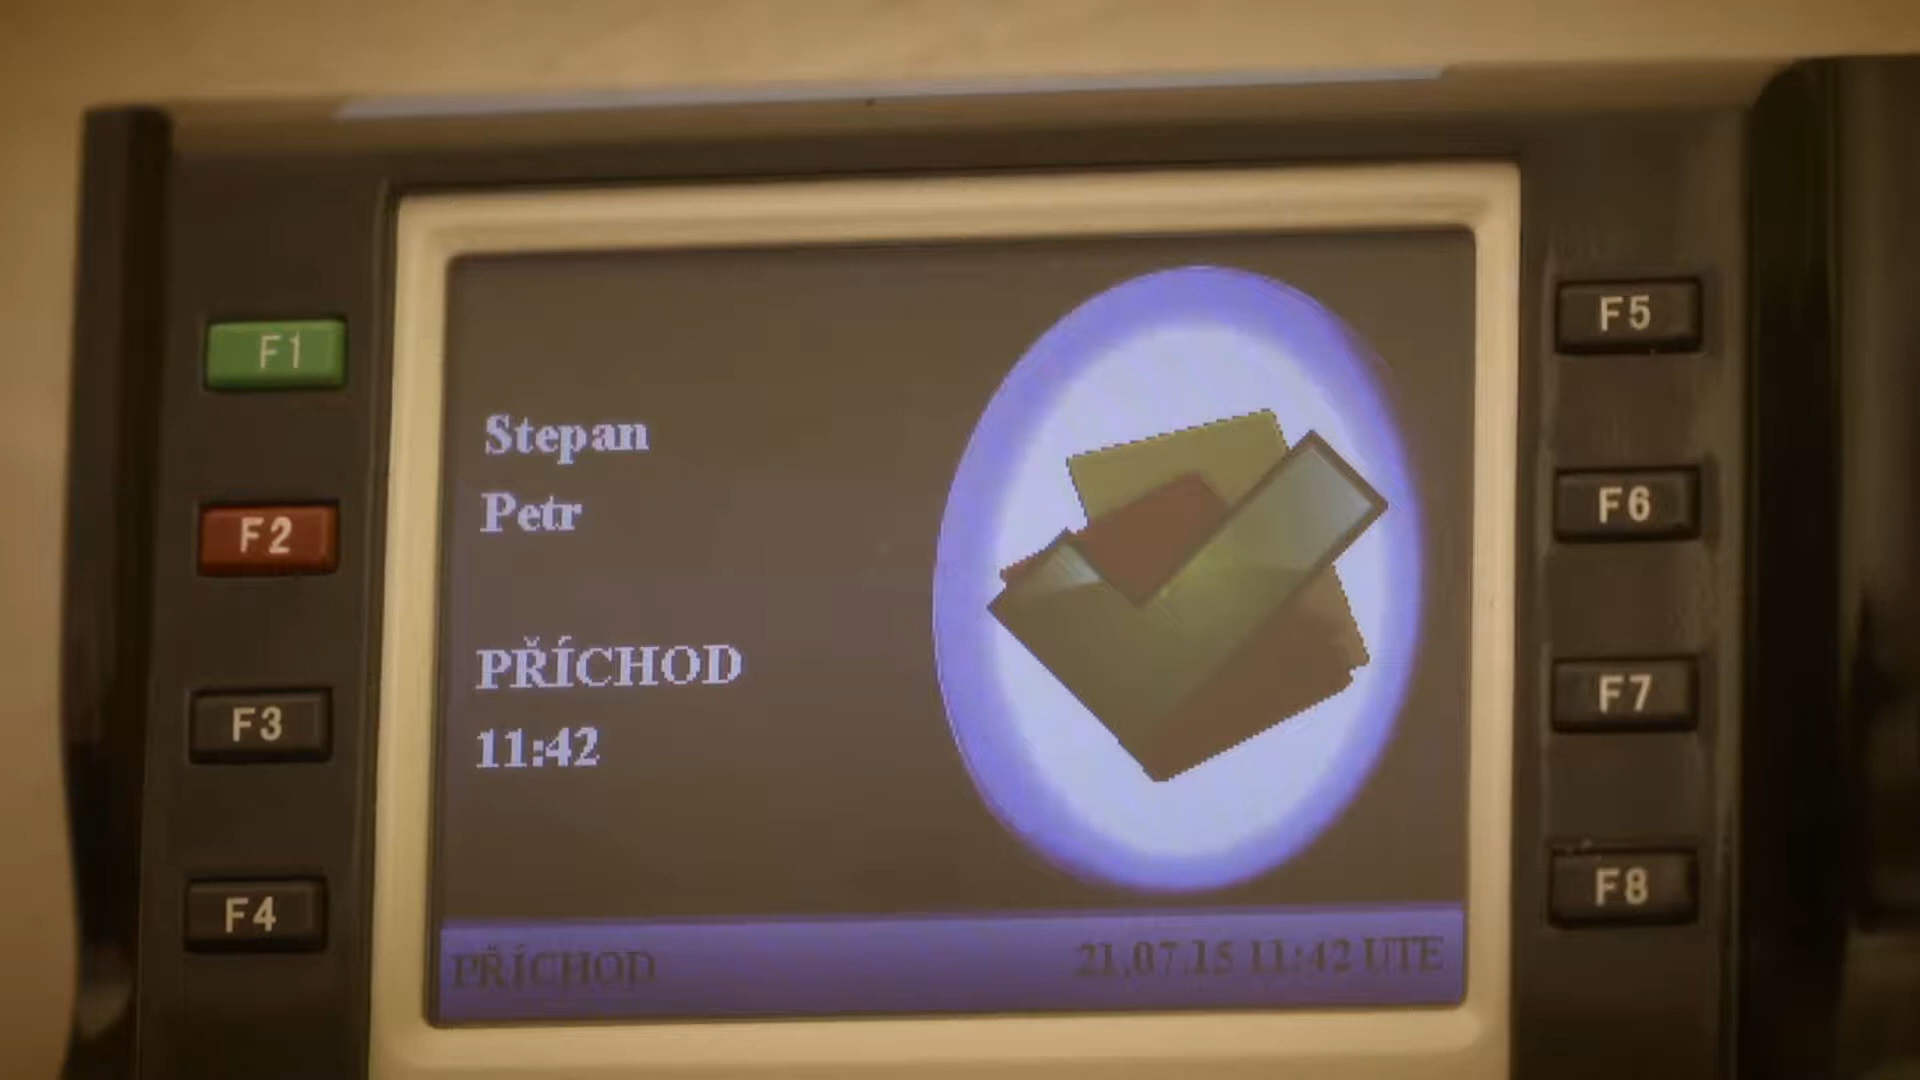 F1
F2
F3
F4
Stepan
Petr
PŘÍCHOD
11:42
PŘÍCHOD
21.07.15 11:42 UTE
F5
F6
F7
F8